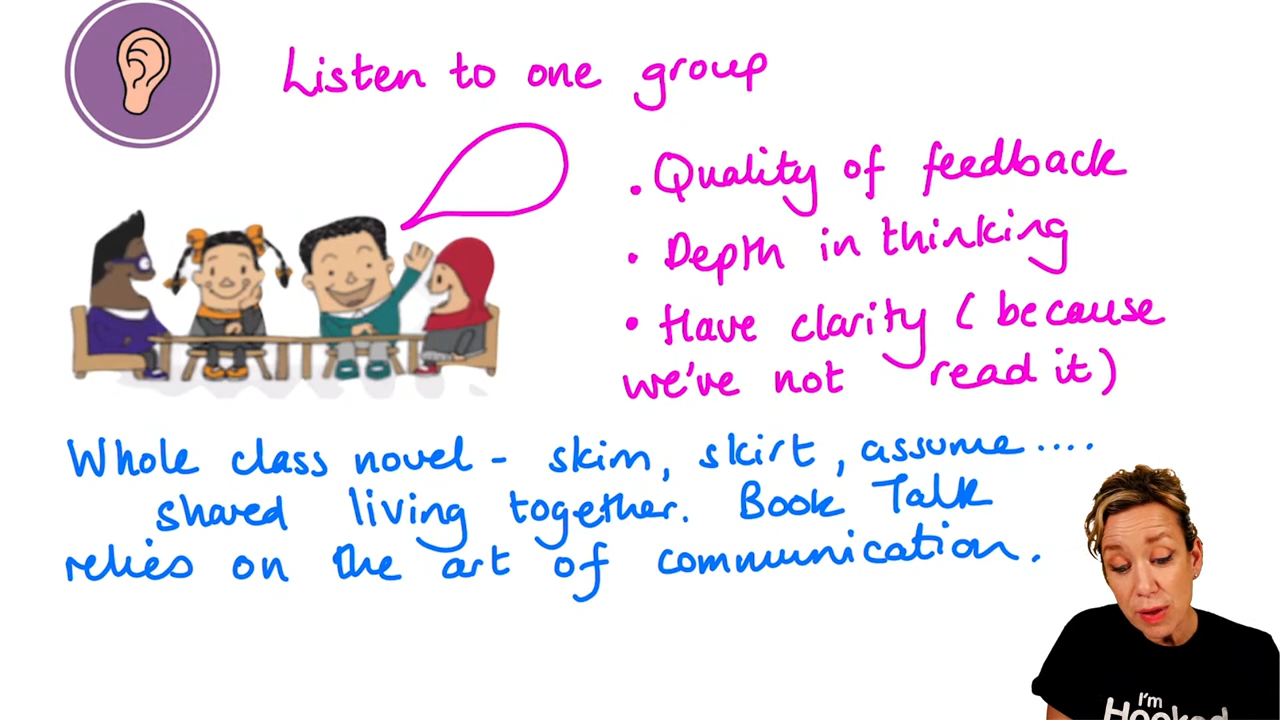 Listen to one group
• Quality of feedback
• Depth in thinking
• Have clarity (because
we've not read it)
Whole class novel - skim, skirt, assume....
shared living together. Book Talk
relies on the art of communication.
I'm
Hooked